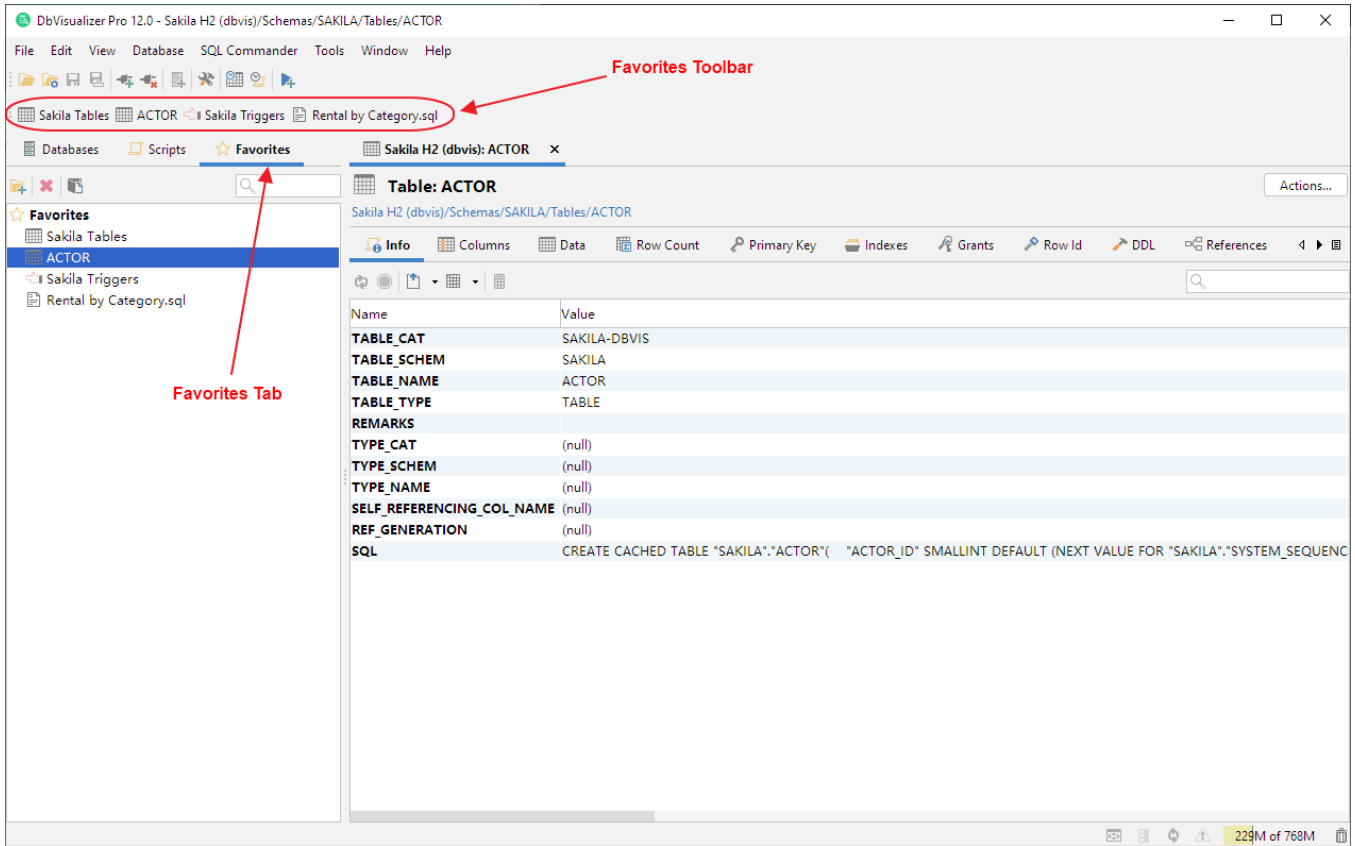 DbVisualizer Pro 12.0 - Sakila H2 (dbvis)/Schemas/SAKILA/Tables/ACTOR
File Edit View Database SQL Commander Tools Window Help
Favorites Toolbar
Sakila Tables ACTOR Sakila Triggers Rental by Category.sql
Databases Scripts Favorites Sakila H2 (dbvis): ACTOR
Table: ACTOR Actions...
Sakila H2 (dbvis)/Schemas/SAKILA/Tables/ACTOR
Favorites
Sakila Tables
ACTOR
Sakila Triggers
Rental by Category.sql
Favorites Tab
Info Columns Data Row Count Primary Key Indexes Grants Row Id DDL References
Name Value
TABLE_CAT SAKILA-DBVIS
TABLE_SCHEM SAKILA
TABLE_NAME ACTOR
TABLE_TYPE TABLE
REMARKS
TYPE_CAT (null)
TYPE_SCHEM (null)
TYPE_NAME (null)
SELF_REFERENCING_COL_NAME (null)
REF_GENERATION (null)
SQL CREATE CACHED TABLE "SAKILA"."ACTOR"( "ACTOR_ID" SMALLINT DEFAULT (NEXT VALUE FOR "SAKILA"."SYSTEM_SEQUENC
229M of 768M